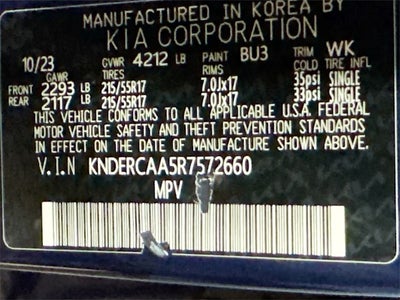 MANUFACTURED IN KOREA BY
KIA CORPORATION
10/23 GVWR 4212 LB PAINT BU3 TRIM WK
GAWR TIRES RIMS COLD TIRE INFL
FRONT 2293 LB 215/55R17 7.0Jx17 35psi SINGLE
REAR 2117 LB 215/55R17 7.0Jx17 33psi SINGLE
THIS VEHICLE CONFORMS TO ALL APPLICABLE U.S.A. FEDERAL
MOTOR VEHICLE SAFETY AND THEFT PREVENTION STANDARDS
IN EFFECT ON THE DATE OF MANUFACTURE SHOWN ABOVE.
V.I.N KNDERCAA5R7572660
MPV